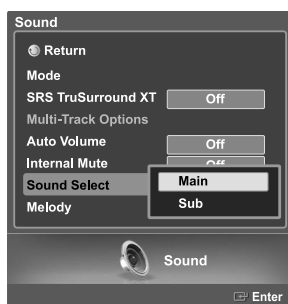 Sound
Return
Mode
SRS TruSurround XT Off
Multi-Track Options
Auto Volume Off
Internal Mute Off
Sound Select Main
Melody Sub
Sound
Enter